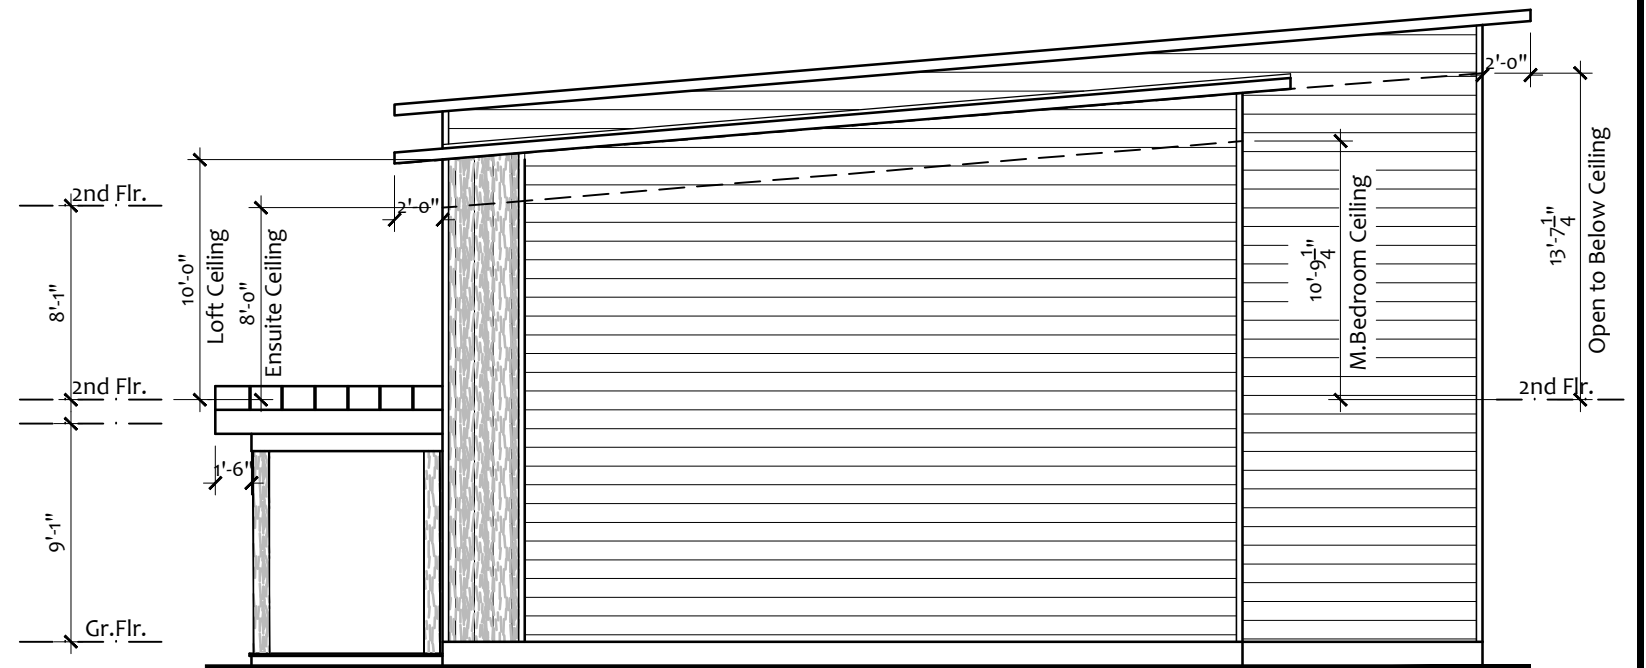 2'-0"
2nd Flr.
2'-0"
8'-1"
10'-0"
Loft Ceiling
8'-0"
Ensuite Ceiling
10'-9 1/4"
M.Bedroom Ceiling
13'-7 1/4"
Open to Below Ceiling
2nd Flr.
2nd Flr.
1'-6"
9'-1"
Gr.Flr.